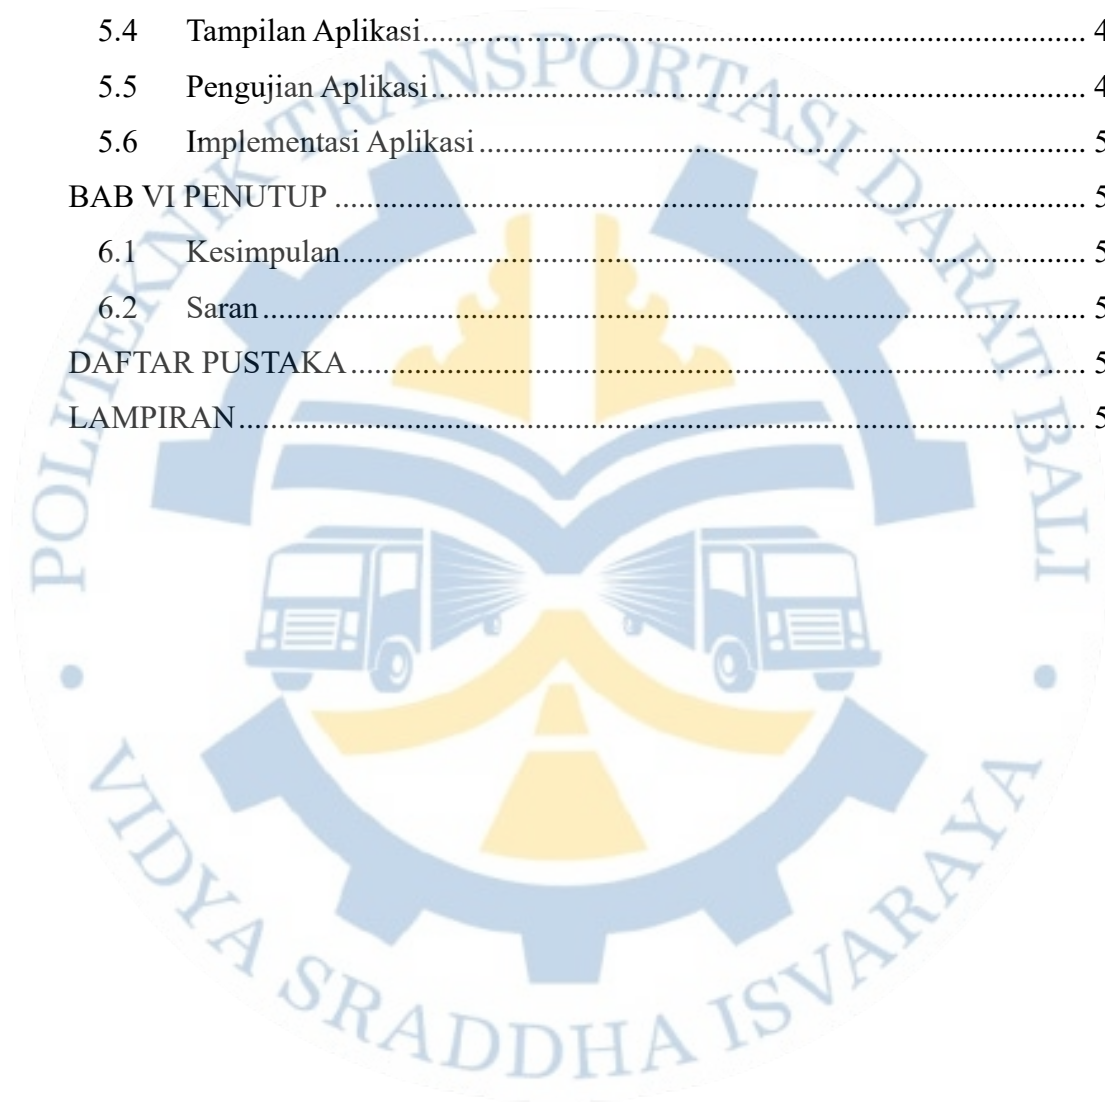 5.4 Tampilan Aplikasi.................................................................................... 4
5.5 Pengujian Aplikasi................................................................................... 4
5.6 Implementasi Aplikasi ............................................................................. 5
BAB VI PENUTUP ............................................................................................... 5
6.1 Kesimpulan.............................................................................................. 5
6.2 Saran........................................................................................................ 5
DAFTAR PUSTAKA ............................................................................................. 5
LAMPIRAN........................................................................................................... 5
POLITEKNIK TRANSPORTASI DARAT BALI
• VIDYA SRADDHA ISVARAYA •